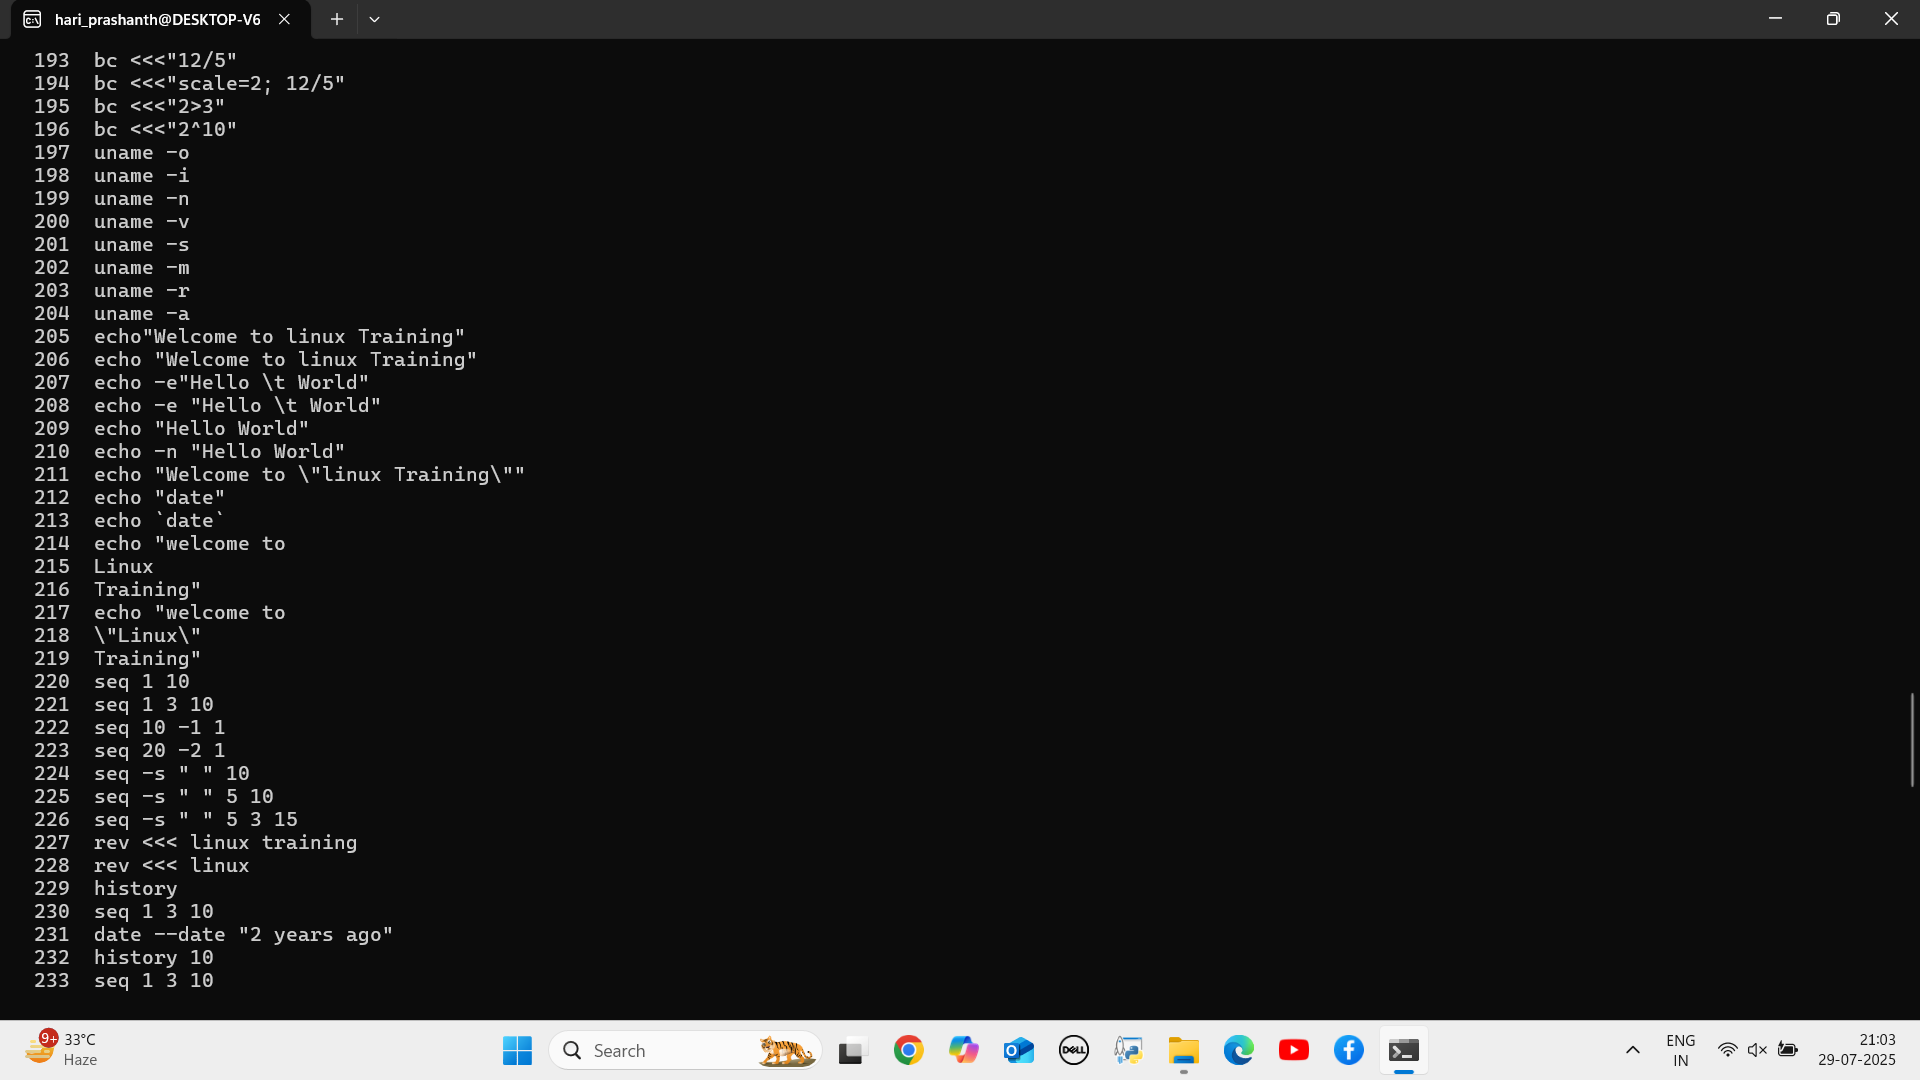 hari_prashanth@DESKTOP-V6
193 bc <<<"12/5"
194 bc <<<"scale=2; 12/5"
195 bc <<<"2>3"
196 bc <<<"2^10"
197 uname -o
198 uname -i
199 uname -n
200 uname -v
201 uname -s
202 uname -m
203 uname -r
204 uname -a
205 echo"Welcome to linux Training"
206 echo "Welcome to linux Training"
207 echo -e"Hello \t World"
208 echo -e "Hello \t World"
209 echo "Hello World"
210 echo -n "Hello World"
211 echo "Welcome to \"linux Training\""
212 echo "date"
213 echo `date`
214 echo "welcome to
215 Linux
216 Training"
217 echo "welcome to
218 \"Linux\"
219 Training"
220 seq 1 10
221 seq 1 3 10
222 seq 10 -1 1
223 seq 20 -2 1
224 seq -s " " 10
225 seq -s " " 5 10
226 seq -s " " 5 3 15
227 rev <<< linux training
228 rev <<< linux
229 history
230 seq 1 3 10
231 date --date "2 years ago"
232 history 10
233 seq 1 3 10
9+ 33°C
Haze
Search
DELL
ENG
IN
21:03
29-07-2025